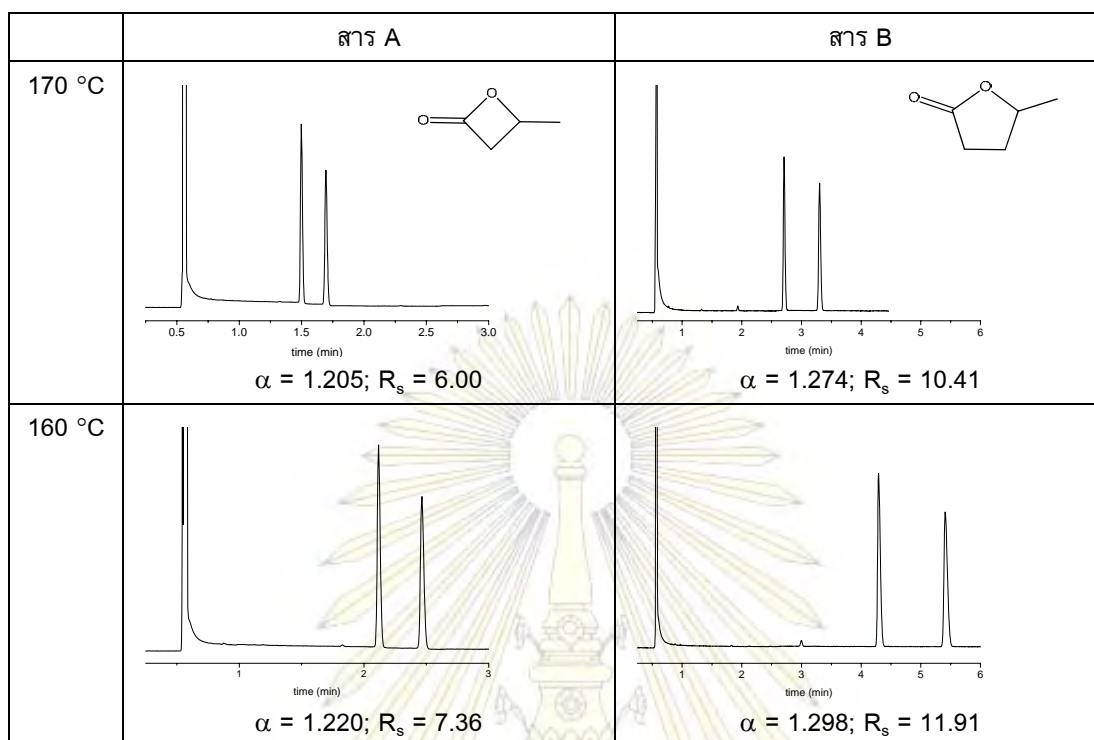 สาร A
สาร B
170 °C
O
O
0.5 1.0 1.5 2.0 2.5 3.0
time (min)
α = 1.205; Rs = 6.00
O
O
1 2 3 4 5 6
time (min)
α = 1.274; Rs = 10.41
160 °C
1 2 3
time (min)
α = 1.220; Rs = 7.36
1 2 3 4 5 6
time (min)
α = 1.298; Rs = 11.91